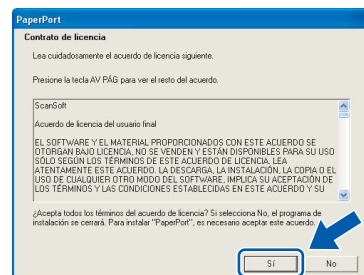 PaperPort
Contrato de licencia
Lea cuidadosamente el acuerdo de licencia siguiente.
Presione la tecla AV PÁG para ver el resto del acuerdo.
ScanSoft
Acuerdo de licencia del usuario final
EL SOFTWARE Y EL MATERIAL PROPORCIONADOS CON ESTE ACUERDO SE
OTORGAN BAJO LICENCIA, NO SE VENDEN Y ESTÁN DISPONIBLES PARA SU USO
SÓLO SEGÚN LOS TÉRMINOS DE ESTE ACUERDO DE LICENCIA. LEA
ATENTAMENTE ESTE ACUERDO. LA DESCARGA, LA INSTALACIÓN, LA COPIA O EL
USO DE CUALQUIER OTRO MODO DEL SOFTWARE, IMPLICA SU ACEPTACIÓN DE
LOS TÉRMINOS Y LAS CONDICIONES ESTABLECIDAS EN ESTE ACUERDO Y SU
¿Acepta todos los términos del acuerdo de licencia? Si selecciona No, el programa de
instalación se cerrará. Para instalar "PaperPort", es necesario aceptar este acuerdo.
Sí
No